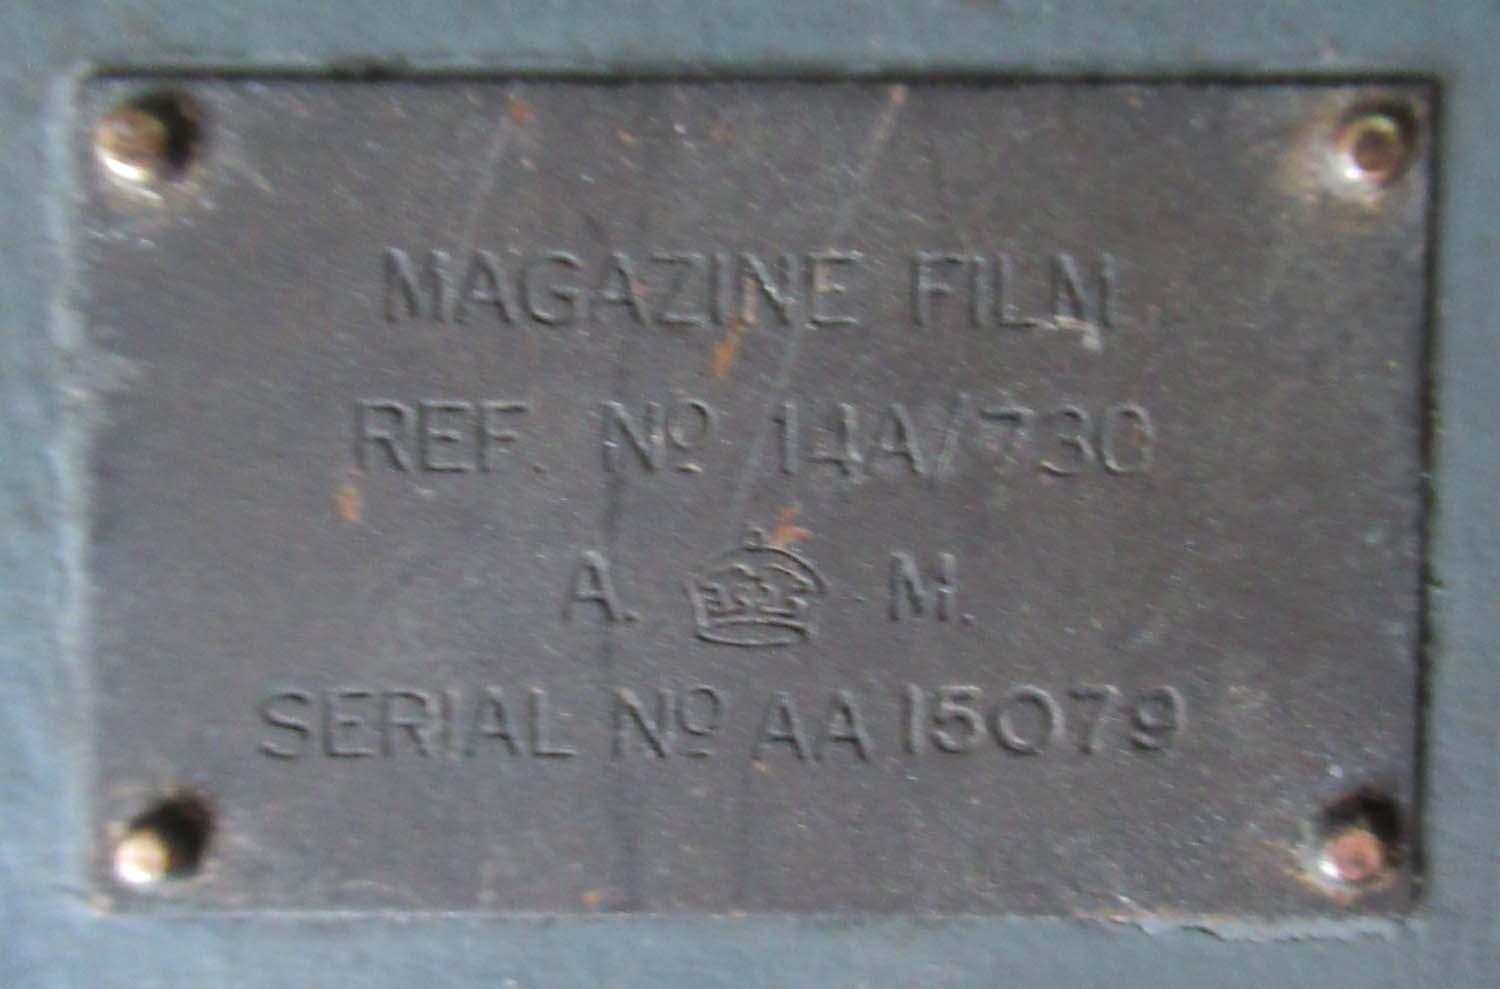 MAGAZINE FILM
REF. Nº 14A/730
A. M.
SERIAL Nº AA 15079